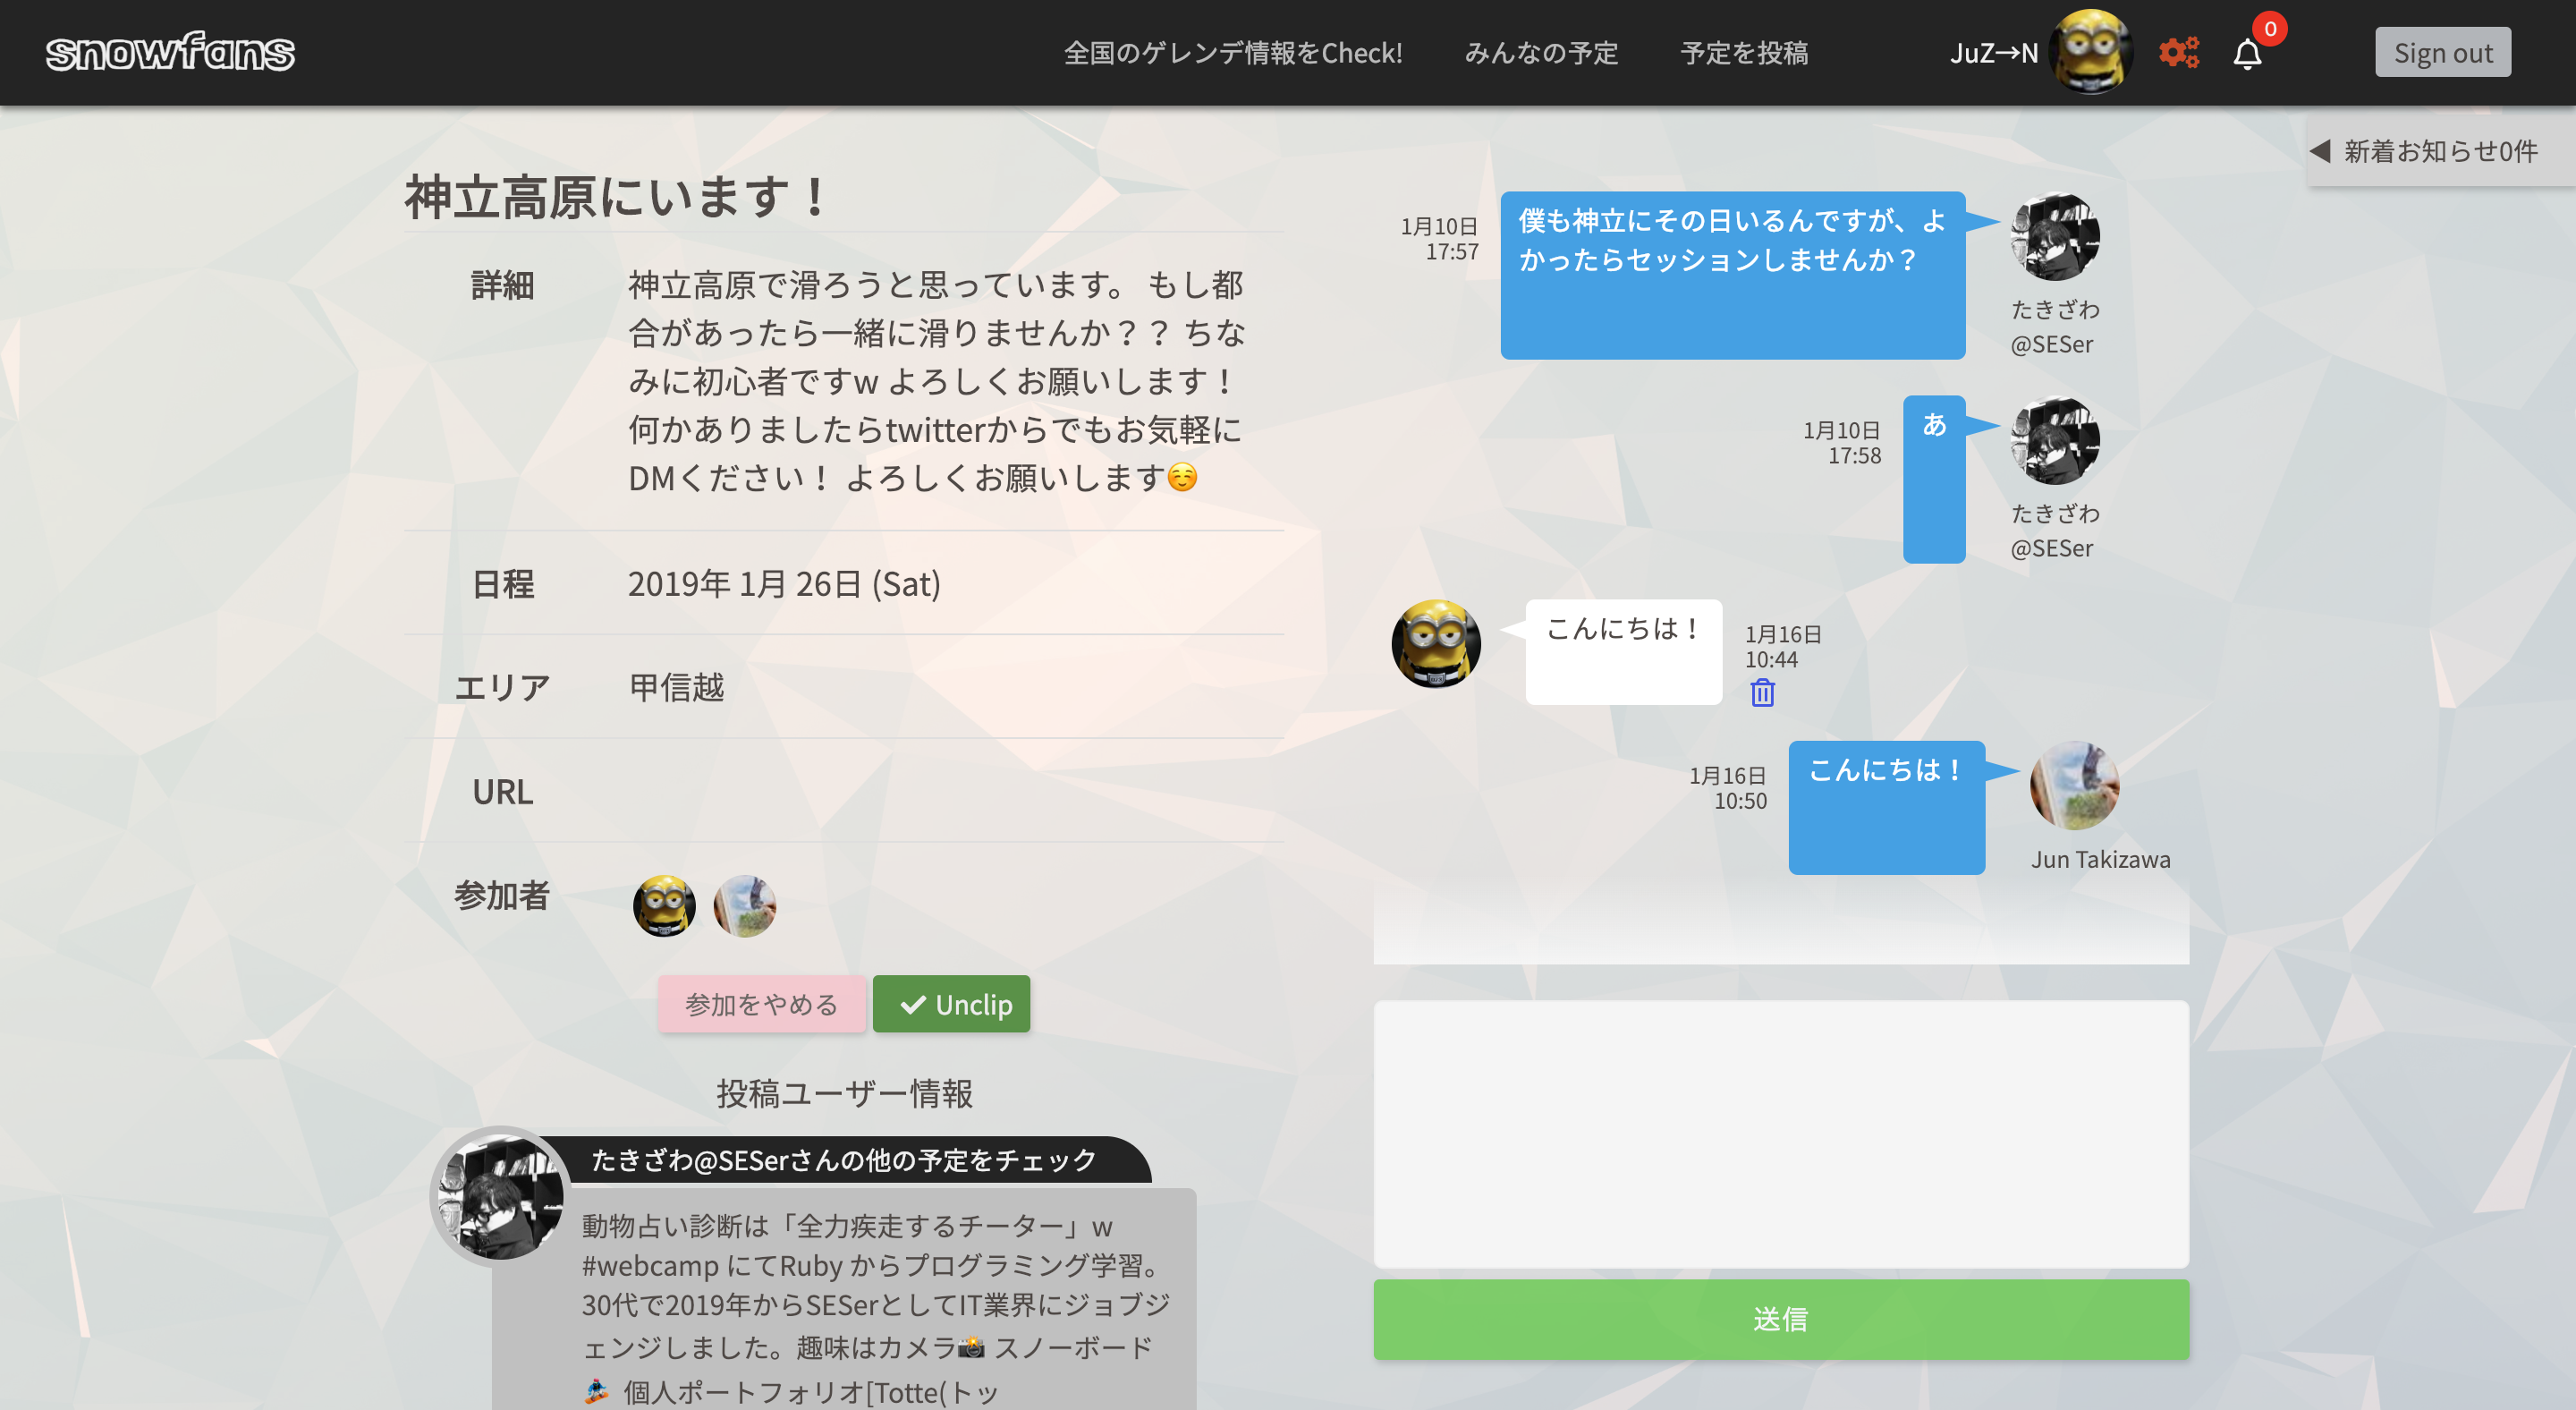 snowfans
全国のゲレンデ情報をCheck!
みんなの予定
予定を投稿
JuZ→N
0
Sign out
◀ 新着お知らせ0件
神立高原にいます！
詳細
神立高原で滑ろうと思っています。 もし都
合があったら一緒に滑りませんか？？ ちな
みに初心者ですw よろしくお願いします！
何かありましたらtwitterからでもお気軽に
DMください！ よろしくお願いします☺️
日程
2019年 1月 26日 (Sat)
エリア
甲信越
URL
参加者
参加をやめる
Unclip
投稿ユーザー情報
たきざわ@SESerさんの他の予定をチェック
動物占い診断は「全力疾走するチーター」w
#webcamp にてRuby からプログラミング学習。
30代で2019年からSESerとしてIT業界にジョブジ
ェンジしました。趣味はカメラ📸 スノーボード
🏂 個人ポートフォリオ[Totte(トッ
1月10日
17:57
僕も神立にその日いるんですが、よ
かったらセッションしませんか？
たきざわ
@SESer
1月10日
17:58
あ
たきざわ
@SESer
こんにちは！
1月16日
10:44
1月16日
10:50
こんにちは！
Jun Takizawa
送信